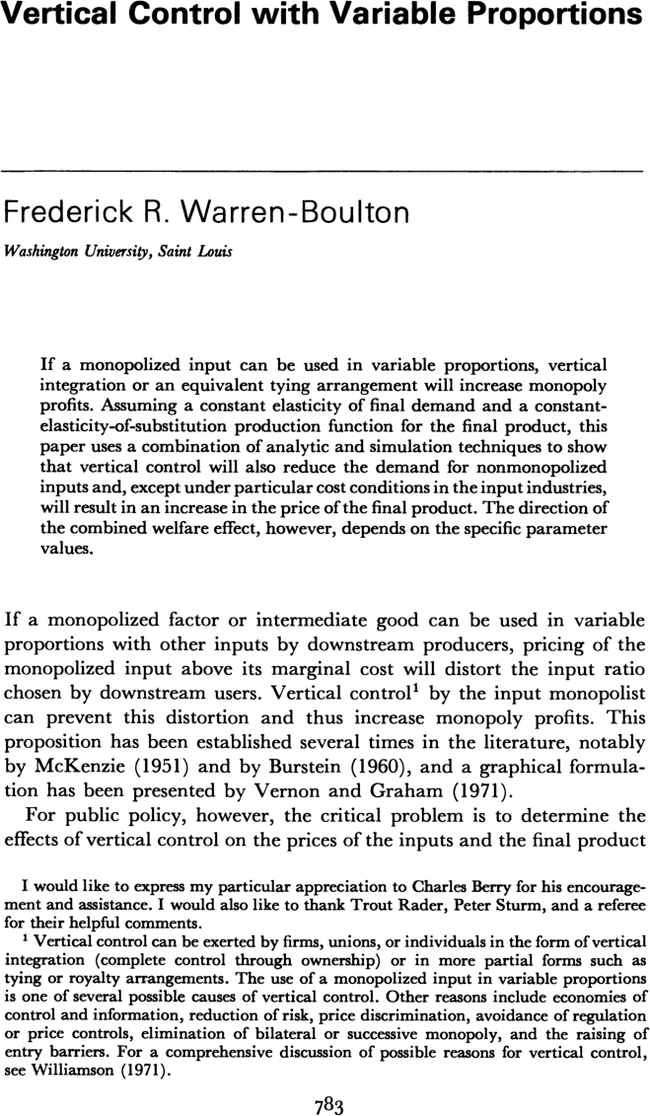 Vertical Control with Variable Proportions
Frederick R. Warren-Boulton
Washington University, Saint Louis
If a monopolized input can be used in variable proportions, vertical
integration or an equivalent tying arrangement will increase monopoly
profits. Assuming a constant elasticity of final demand and a constant-
elasticity-of-substitution production function for the final product, this
paper uses a combination of analytic and simulation techniques to show
that vertical control will also reduce the demand for nonmonopolized
inputs and, except under particular cost conditions in the input industries,
will result in an increase in the price of the final product. The direction of
the combined welfare effect, however, depends on the specific parameter
values.
If a monopolized factor or intermediate good can be used in variable
proportions with other inputs by downstream producers, pricing of the
monopolized input above its marginal cost will distort the input ratio
chosen by downstream users. Vertical control¹ by the input monopolist
can prevent this distortion and thus increase monopoly profits. This
proposition has been established several times in the literature, notably
by McKenzie (1951) and by Burstein (1960), and a graphical formula-
tion has been presented by Vernon and Graham (1971).
For public policy, however, the critical problem is to determine the
effects of vertical control on the prices of the inputs and the final product
I would like to express my particular appreciation to Charles Berry for his encourage-
ment and assistance. I would also like to thank Trout Rader, Peter Sturm, and a referee
for their helpful comments.
¹ Vertical control can be exerted by firms, unions, or individuals in the form of vertical
integration (complete control through ownership) or in more partial forms such as
tying or royalty arrangements. The use of a monopolized input in variable proportions
is one of several possible causes of vertical control. Other reasons include economies of
control and information, reduction of risk, price discrimination, avoidance of regulation
or price controls, elimination of bilateral or successive monopoly, and the raising of
entry barriers. For a comprehensive discussion of possible reasons for vertical control,
see Williamson (1971).
783